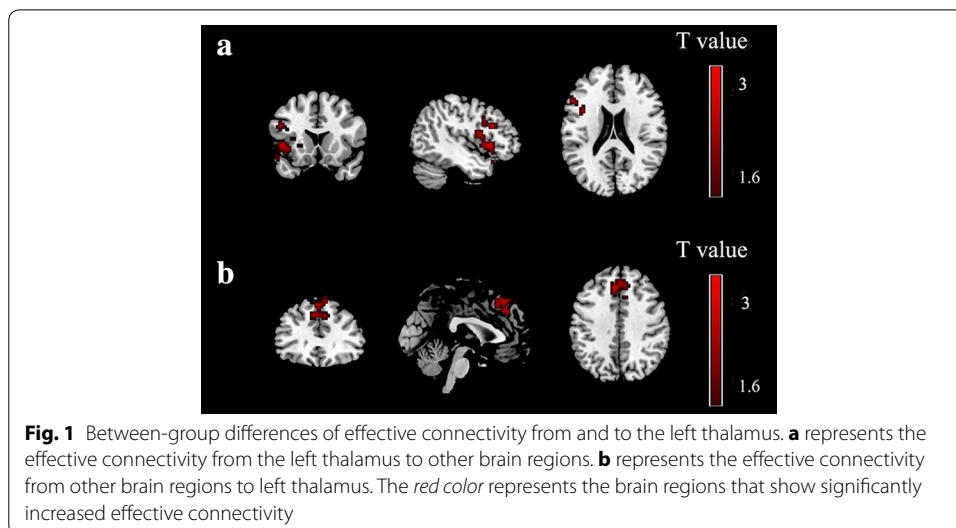 a
T value
3
1.6
b
T value
3
1.6
Fig. 1 Between-group differences of effective connectivity from and to the left thalamus. a represents the
effective connectivity from the left thalamus to other brain regions. b represents the effective connectivity
from other brain regions to left thalamus. The red color represents the brain regions that show significantly
increased effective connectivity